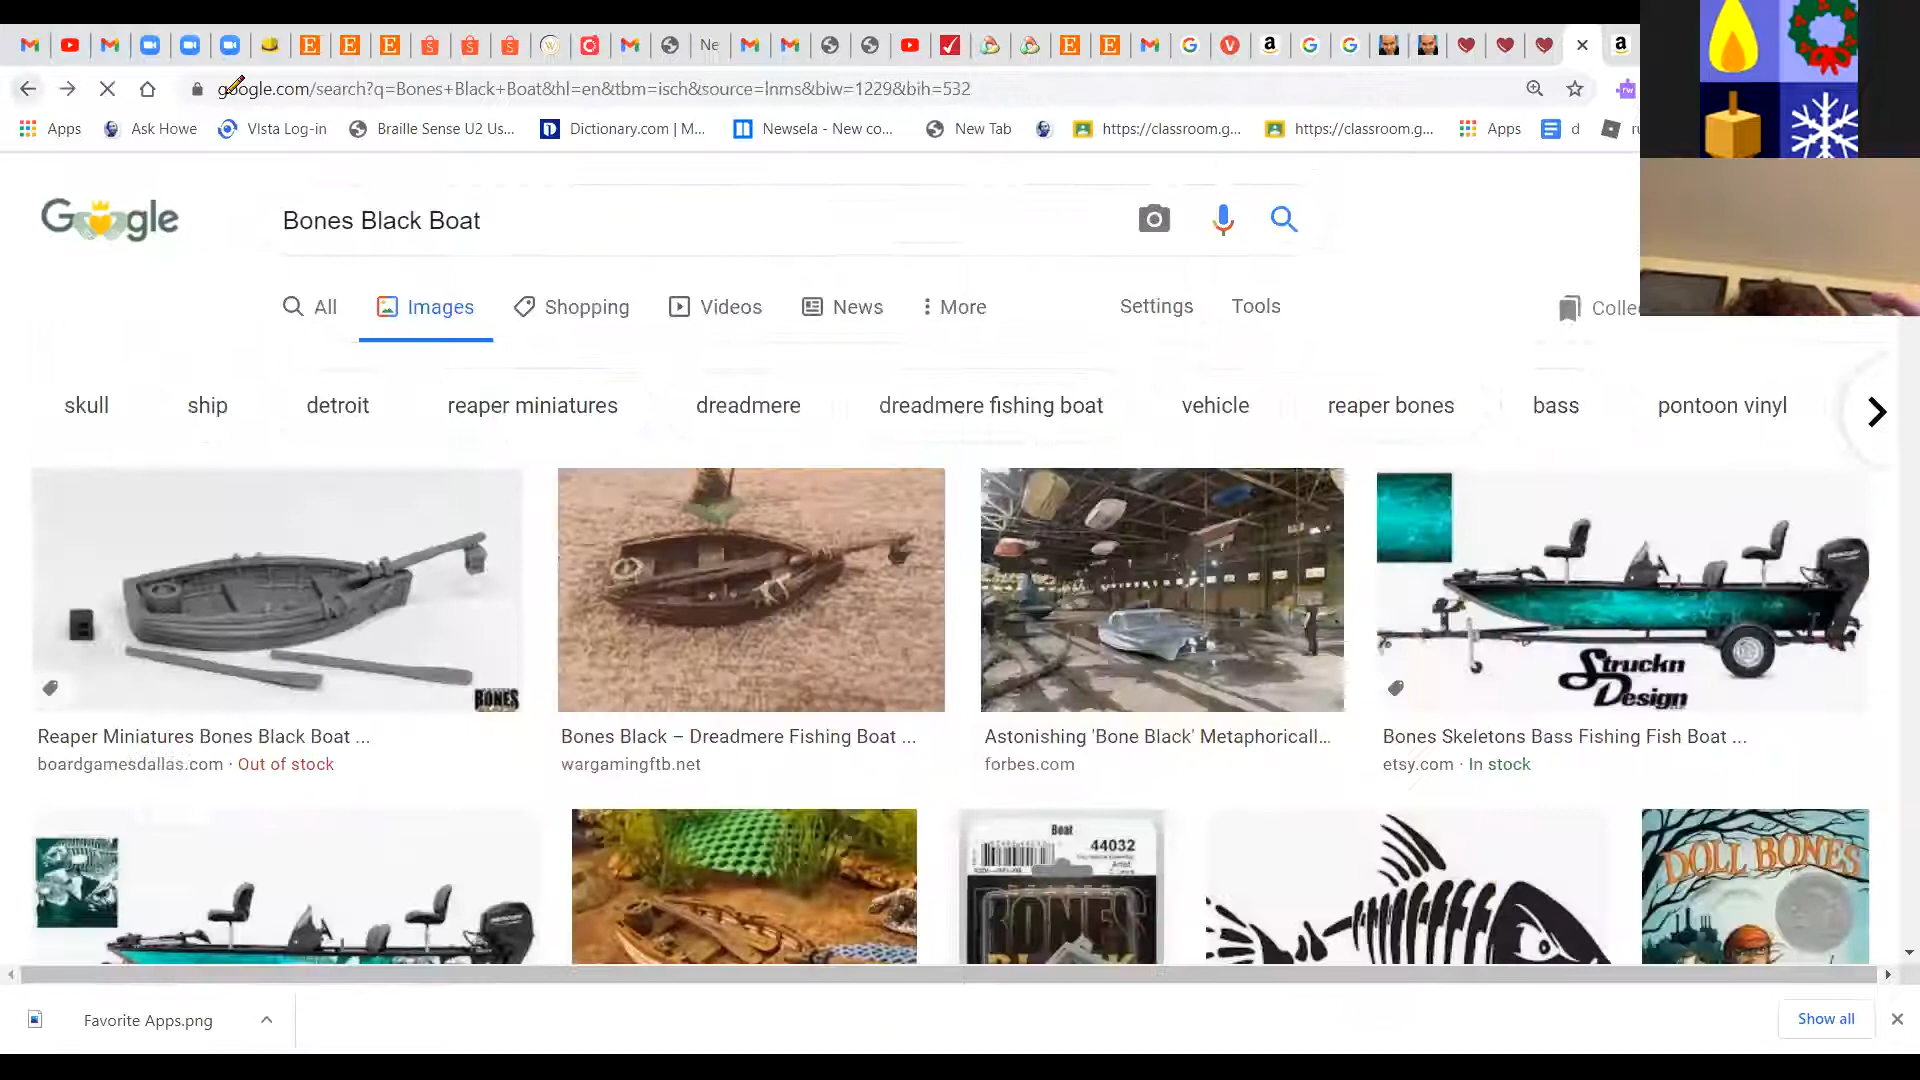 Ne
google.com/search?q=Bones+Black+Boat&hl=en&tbm=isch&source=lnms&biw=1229&bih=532
Apps
Ask Howe
VIsta Log-in
Braille Sense U2 Us...
Dictionary.com | M...
Newsela - New co...
New Tab
https://classroom.g...
https://classroom.g...
Apps
d
Google
Bones Black Boat
All
Images
Shopping
Videos
News
More
Settings
Tools
skull
ship
detroit
reaper miniatures
dreadmere
dreadmere fishing boat
vehicle
reaper bones
bass
pontoon vinyl
BONES
Struckn
Design
Reaper Miniatures Bones Black Boat ...
boardgamesdallas.com · Out of stock
Bones Black – Dreadmere Fishing Boat ...
wargamingftb.net
Astonishing 'Bone Black' Metaphoricall...
forbes.com
Bones Skeletons Bass Fishing Fish Boat ...
etsy.com · In stock
Boat
44032
BONES
DOLL BONES
Favorite Apps.png
Show all